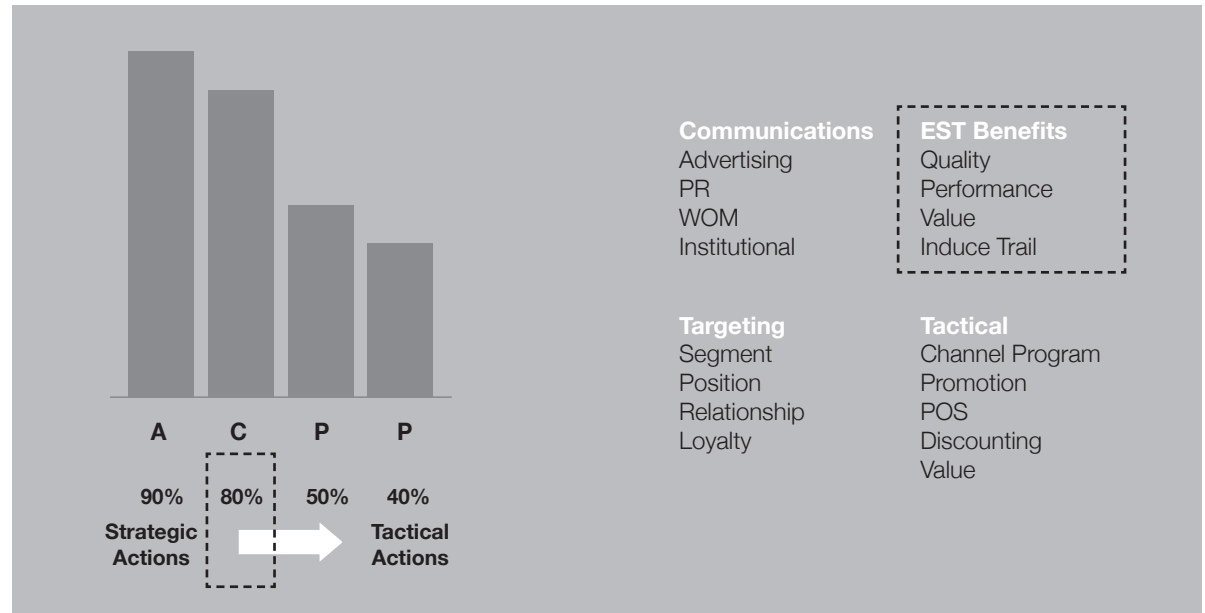 A C P P
90% 80% 50% 40%
Strategic Actions
Tactical Actions
Communications
Advertising
PR
WOM
Institutional
EST Benefits
Quality
Performance
Value
Induce Trail
Targeting
Segment
Position
Relationship
Loyalty
Tactical
Channel Program
Promotion
POS
Discounting
Value